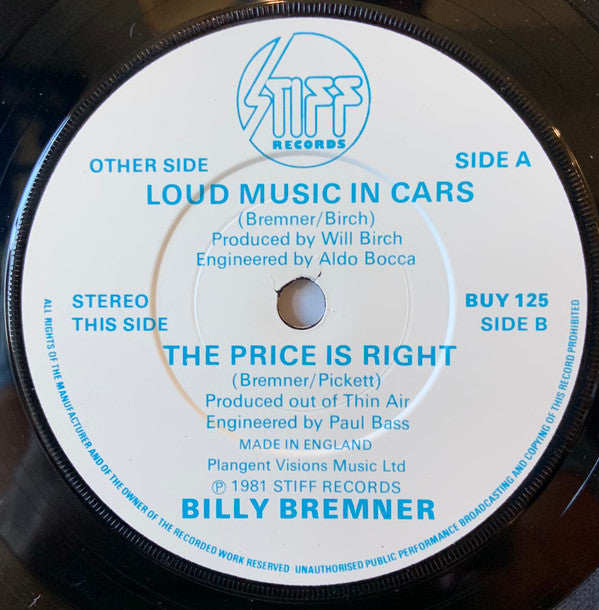 STIFF
RECORDS
OTHER SIDE SIDE A
LOUD MUSIC IN CARS
(Bremner/Birch)
Produced by Will Birch
Engineered by Aldo Bocca
STEREO BUY 125
THIS SIDE SIDE B
THE PRICE IS RIGHT
(Bremner/Pickett)
Produced out of Thin Air
Engineered by Paul Bass
MADE IN ENGLAND
Plangent Visions Music Ltd
℗ 1981 STIFF RECORDS
BILLY BREMNER
ALL RIGHTS OF THE MANUFACTURER AND OF THE OWNER OF THE RECORDED WORK RESERVED UNAUTHORISED PUBLIC PERFORMANCE BROADCASTING AND COPYING OF THIS RECORD PROHIBITED